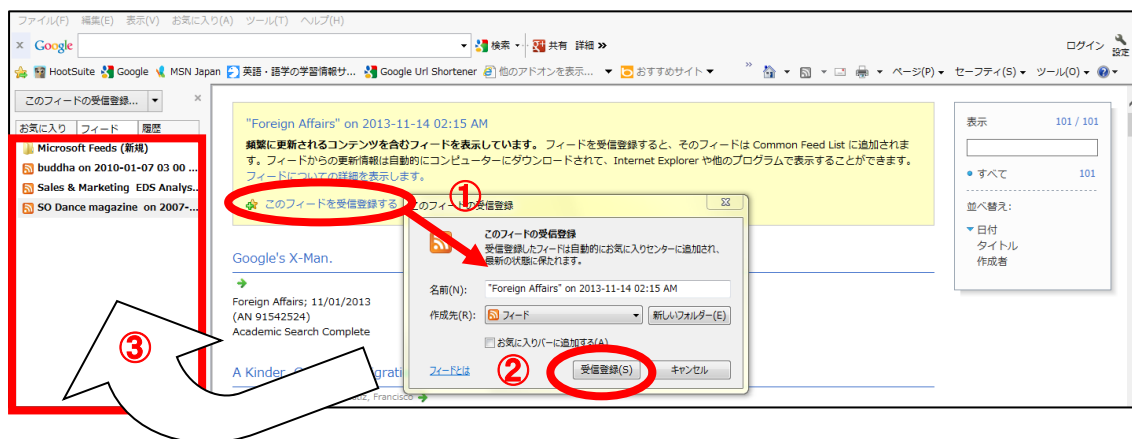 ファイル(F) 編集(E) 表示(V) お気に入り(A) ツール(T) ヘルプ(H)
x Google 検索 共有 詳細 » ログイン 設定
HootSuite Google MSN Japan 英語・語学の学習情報サ... Google Url Shortener 他のアドオンを表示... おすすめサイト ページ(P) セーフティ(S) ツール(O)
このフィードの受信登録... ×
お気に入り フィード 履歴
Microsoft Feeds (新規)
buddha on 2010-01-07 03 00 ...
Sales & Marketing EDS Analys...
SO Dance magazine on 2007-...
"Foreign Affairs" on 2013-11-14 02:15 AM
頻繁に更新されるコンテンツを含むフィードを表示しています。 フィードを受信登録すると、そのフィードは Common Feed List に追加されま
す。フィードからの更新情報は自動的にコンピューターにダウンロードされて、Internet Explorer や他のプログラムで表示することができます。
フィードについての詳細を表示します。
このフィードを受信登録する
①
Google's X-Man.
Foreign Affairs; 11/01/2013
(AN 91542524)
Academic Search Complete
A Kinder,
Francisco
③
このフィードの受信登録
このフィードの受信登録
受信登録したフィードは自動的にお気に入りセンターに追加され、
最新の状態に保たれます。
名前(N): "Foreign Affairs" on 2013-11-14 02:15 AM
作成先(R): フィード 新しいフォルダー(E)
お気に入りバーに追加する(A)
フィードとは ② 受信登録(S) キャンセル
表示 101 / 101
すべて 101
並べ替え:
日付
タイトル
作成者